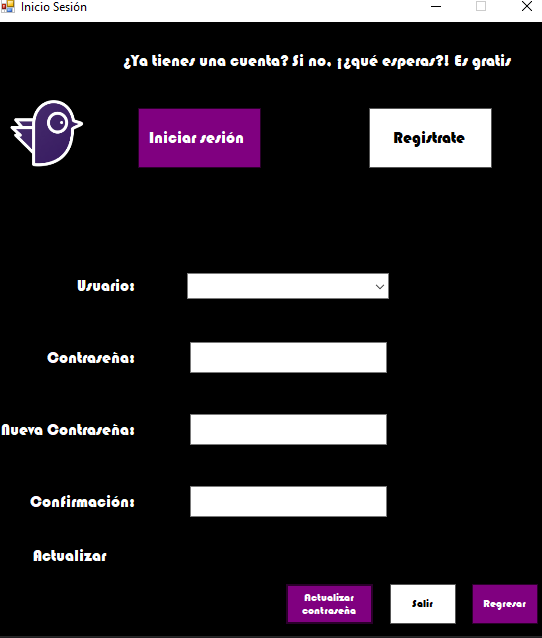 Inicio Sesión
¿Ya tienes una cuenta? Si no, ¡¿qué esperas?! Es gratis
Iniciar sesión
Registrate
Usuario:
Contraseña:
Nueva Contraseña:
Confirmación:
Actualizar
Actualizar
contraseña
Salir
Regresar